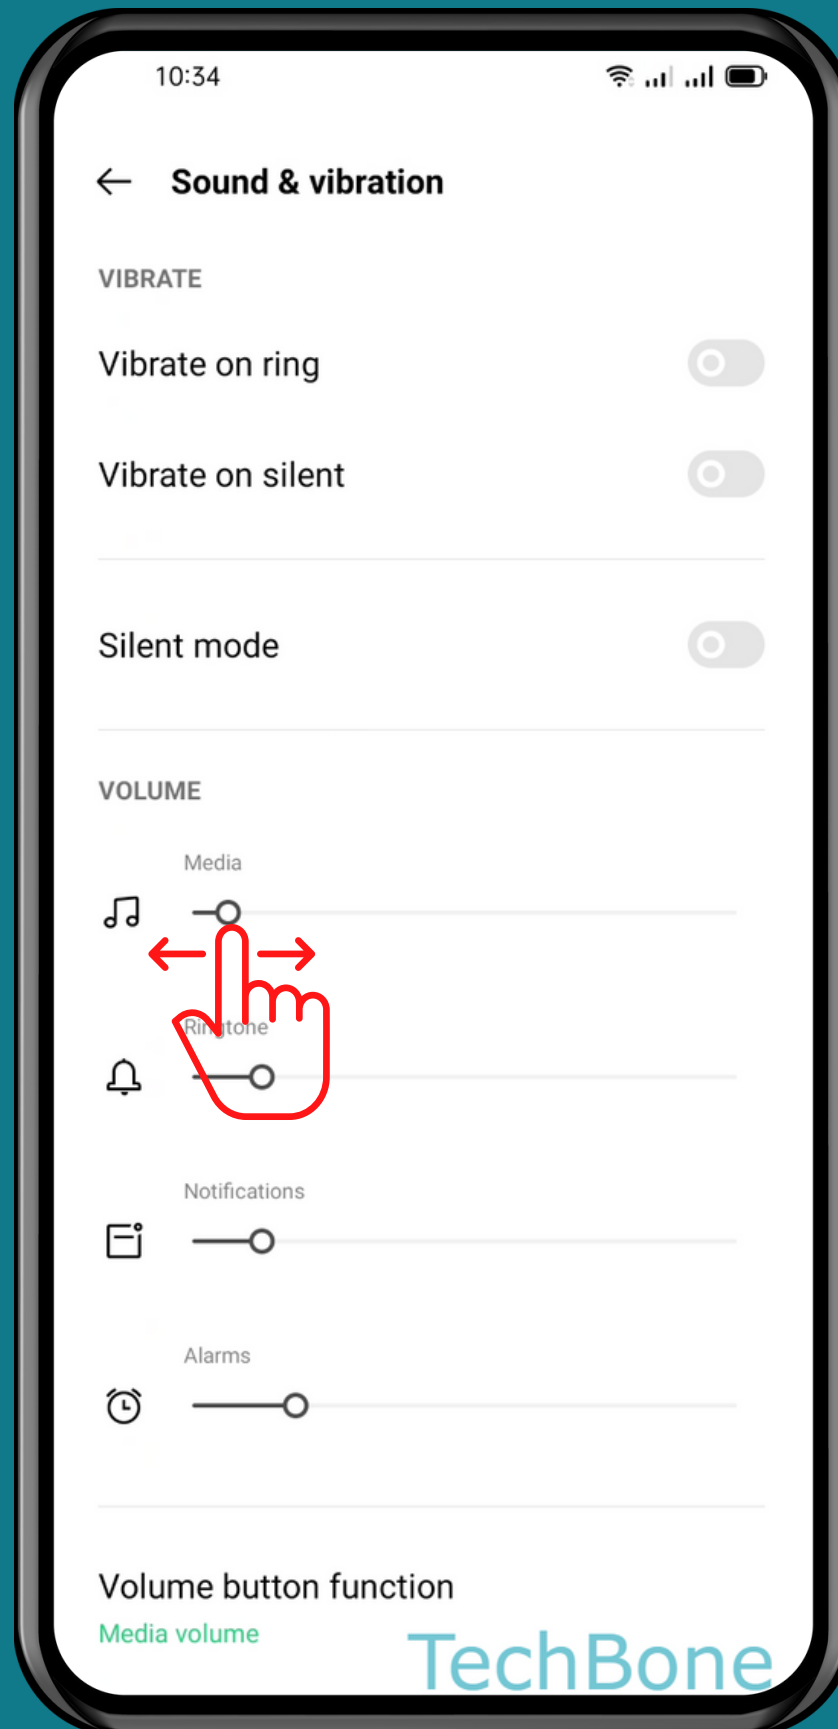 10:34
Sound & vibration
VIBRATE
Vibrate on ring
Vibrate on silent
Silent mode
VOLUME
Media
Ringtone
Notifications
Alarms
Volume button function
Media volume
TechBone